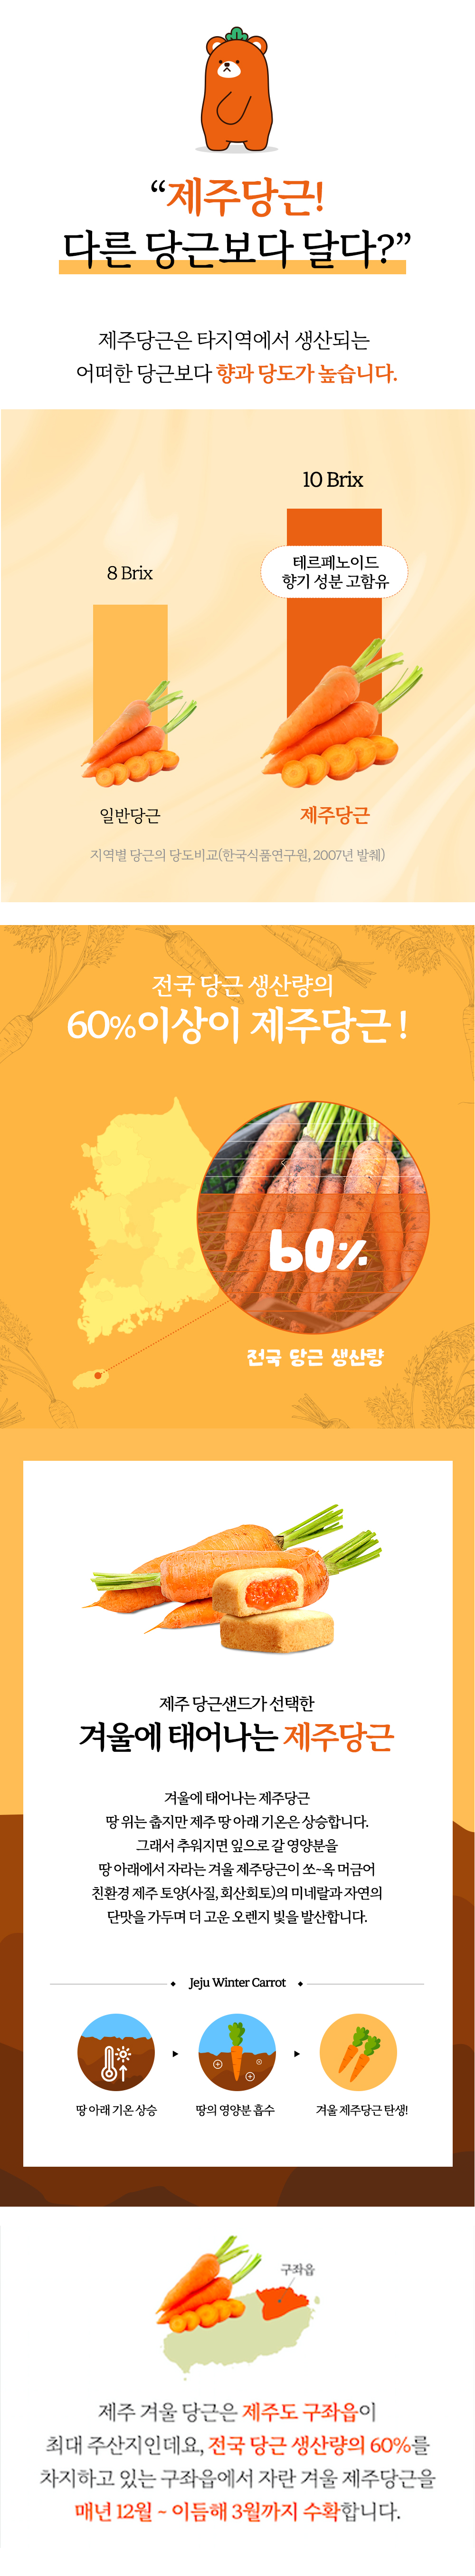 “제주당근!
다른 당근보다 달다?”
제주당근은 타지역에서 생산되는
어떠한 당근보다 향과 당도가 높습니다.
10 Brix
테르페노이드
향기 성분 고함유
8 Brix
일반당근
제주당근
지역별 당근의 당도비교(한국식품연구원, 2007년 발췌)
전국 당근 생산량의
60%이상이 제주당근 !
60%
전국 당근 생산량
제주 당근샌드가 선택한
겨울에 태어나는 제주당근
겨울에 태어나는 제주당근
땅 위는 춥지만 제주 땅 아래 기온은 상승합니다.
그래서 추워지면 잎으로 갈 영양분을
땅 아래에서 자라는 겨울 제주당근이 쏘~옥 머금어
친환경 제주 토양(사질, 회산회토)의 미네랄과 자연의
단맛을 가두며 더 고운 오렌지 빛을 발산합니다.
Jeju Winter Carrot
땅 아래 기온 상승
땅의 영양분 흡수
겨울 제주당근 탄생!
구좌읍
제주 겨울 당근은 제주도 구좌읍이
최대 주산지인데요, 전국 당근 생산량의 60%를
차지하고 있는 구좌읍에서 자란 겨울 제주당근을
매년 12월 ~ 이듬해 3월까지 수확합니다.